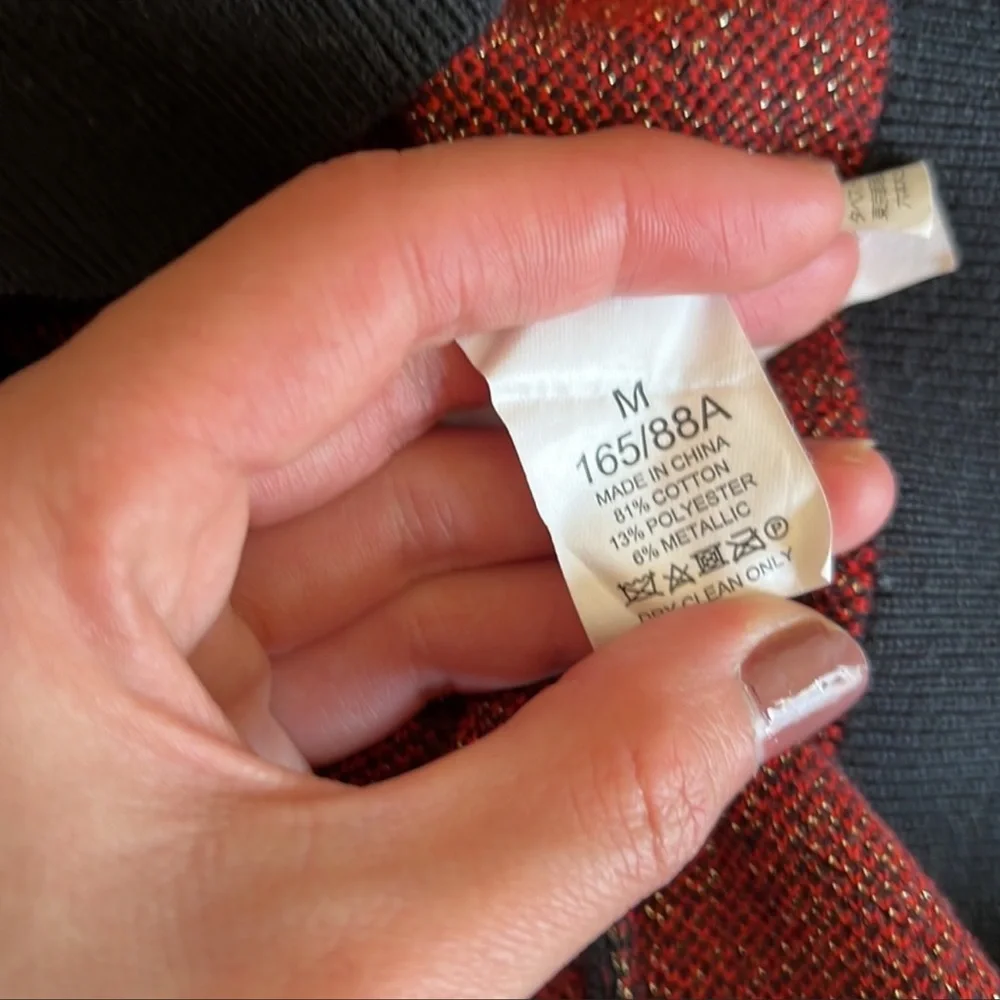 M
165/88A
MADE IN CHINA
81% COTTON
13% POLYESTER
6% METALLIC
P
DRY CLEAN ONLY